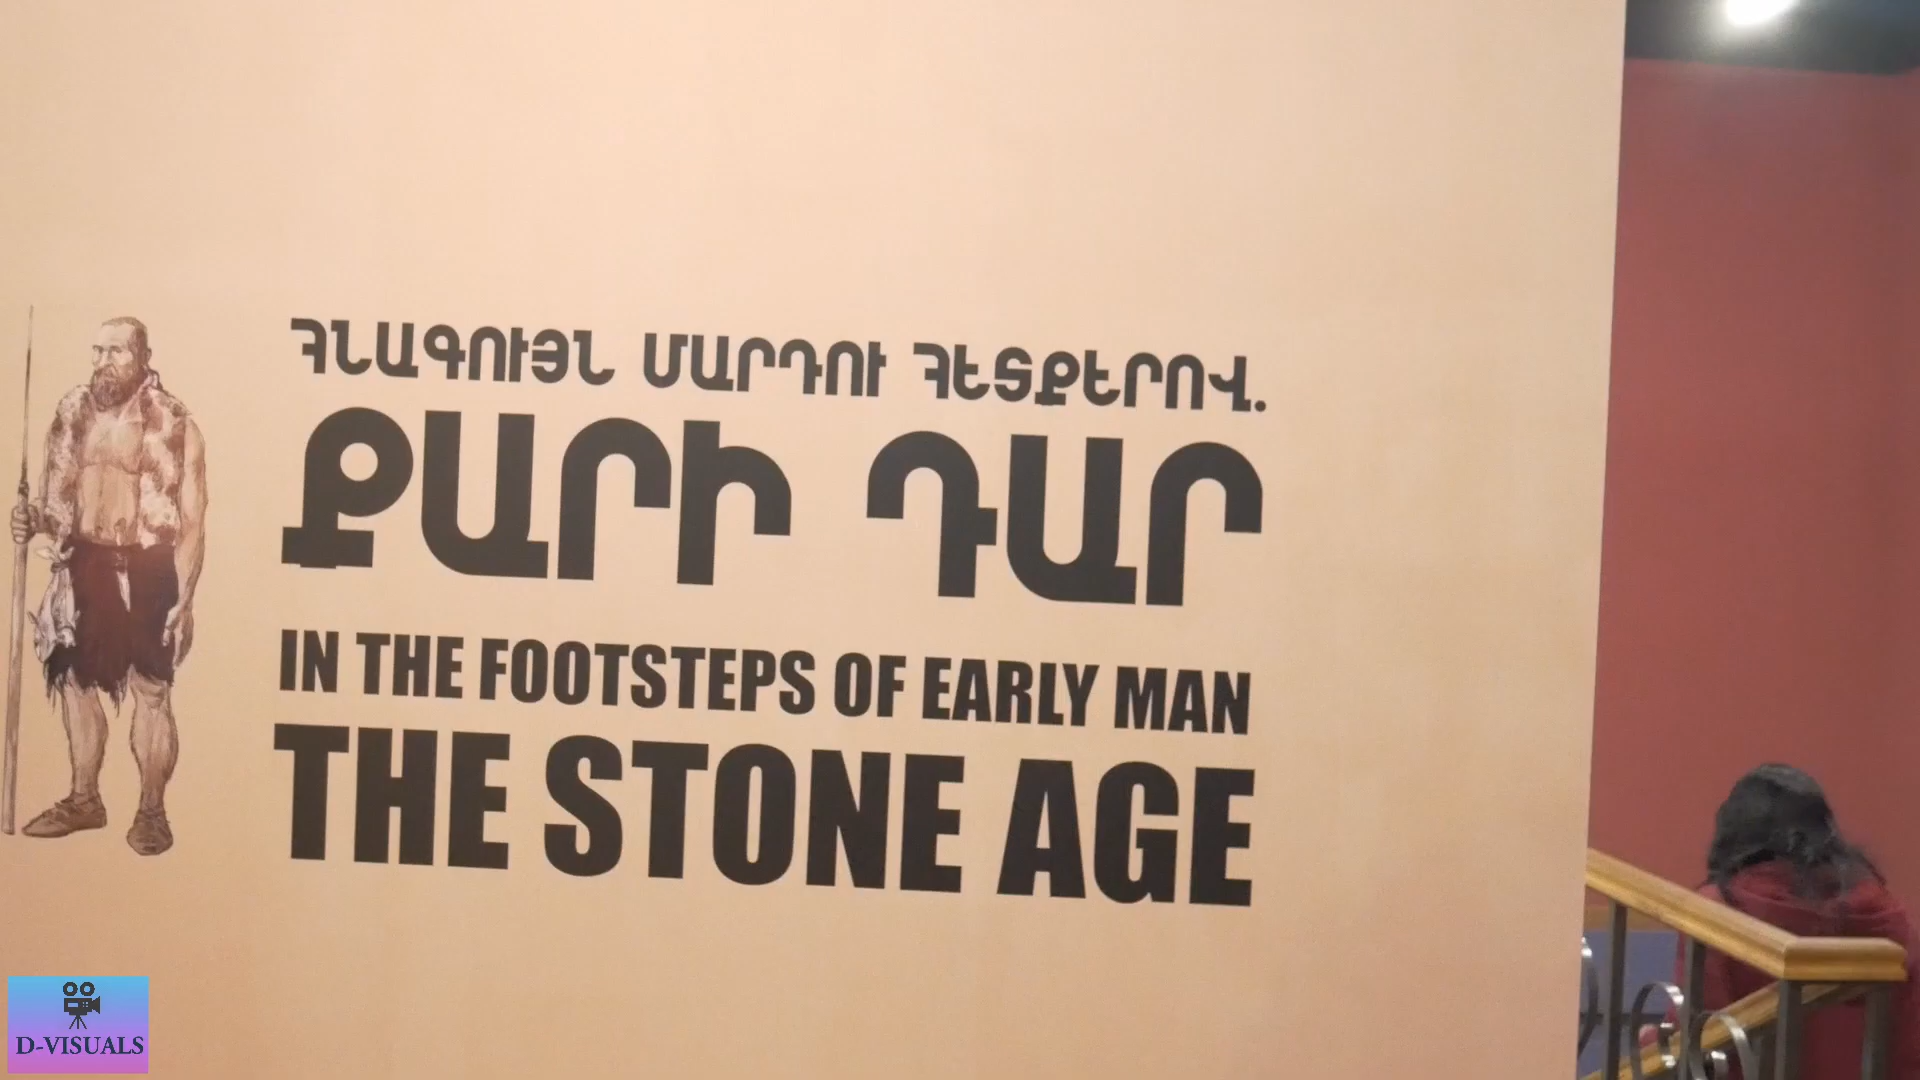 ՀՆԱԳՈՒՅՆ ՄԱՐԴՈՒ ՀԵՏՔԵՐՈՎ.
ՔԱՐԻ ԴԱՐ
IN THE FOOTSTEPS OF EARLY MAN
THE STONE AGE
D-VISUALS